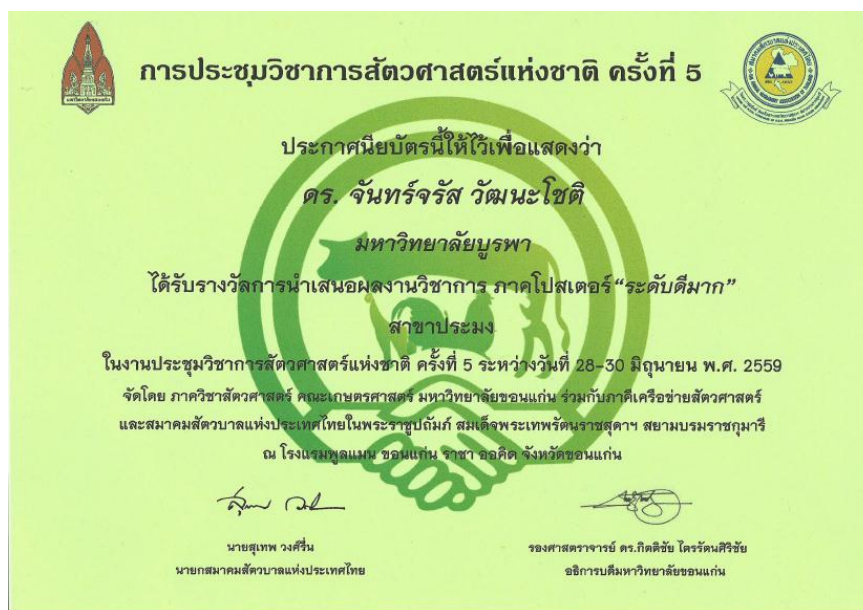 การประชุมวิชาการสัตวศาสตร์แห่งชาติ ครั้งที่ 5
ประกาศนียบัตรนี้ให้ไว้เพื่อแสดงว่า
ดร. จันทร์จรัส วัฒนะโชติ
มหาวิทยาลัยบูรพา
ได้รับรางวัลการนำเสนอผลงานวิชาการ ภาคโปสเตอร์ “ระดับดีมาก”
สาขาประมง
ในงานประชุมวิชาการสัตวศาสตร์แห่งชาติ ครั้งที่ 5 ระหว่างวันที่ 28-30 มิถุนายน พ.ศ. 2559
จัดโดย ภาควิชาสัตวศาสตร์ คณะเกษตรศาสตร์ มหาวิทยาลัยขอนแก่น ร่วมกับภาคีเครือข่ายสัตวศาสตร์
และสมาคมสัตวบาลแห่งประเทศไทยในพระราชูปถัมภ์ สมเด็จพระเทพรัตนราชสุดาฯ สยามบรมราชกุมารี
ณ โรงแรมพูลแมน ขอนแก่น ราชา ออคิด จังหวัดขอนแก่น
นายสุเทพ วงศ์รื่น
นายกสมาคมสัตวบาลแห่งประเทศไทย
รองศาสตราจารย์ ดร.กิตติชัย ไตรรัตนศิริชัย
อธิการบดีมหาวิทยาลัยขอนแก่น
มหาวิทยาลัยขอนแก่น